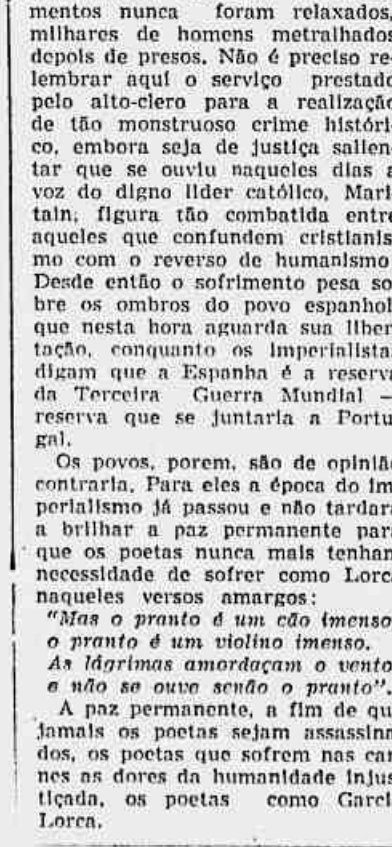 mentos nunca foram relaxados,
milhares de homens metralhados
depois de presos. Não é preciso re-
lembrar aqui o serviço prestado
pelo alto-clero para a realização
de tão monstruoso crime históri-
co, embora seja de justiça salien-
tar que se ouviu naqueles dias a
voz do digno lider católico, Mari-
tain, figura tão combatida entre
aqueles que confundem cristianis-
mo com o reverso de humanismo
Desde então o sofrimento pesa so-
bre os ombros do povo espanhol
que nesta hora aguarda sua liber-
tação, conquanto os imperialista
digam que a Espanha é a reserva
da Terceira Guerra Mundial —
reserva que se juntaria a Portu
gal.
Os povos, porem, são de opinião
contraria. Para eles a época do im
perialismo já passou e não tardar
a brilhar a paz permanente para
que os poetas nunca mais tenham
necessidade de sofrer como Lorca
naqueles versos amargos:
"Mas o pranto é um cão imenso
o pranto é um violino imenso.
As lágrimas amordaçam o vento
e não se ouve senão o pranto".
A paz permanente, a fim de qu
jamais os poetas sejam assassina
dos, os poetas que sofrem nas car
nes as dores da humanidade injus
tiçada, os poetas como Garci
Lorca.